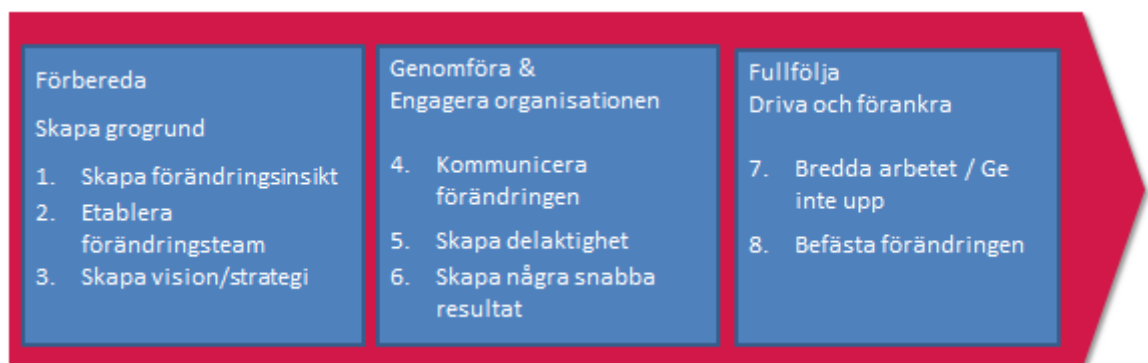 Förbereda
Skapa grogrund
1. Skapa förändringsinsikt
2. Etablera
förändringsteam
3. Skapa vision/strategi
Genomföra &
Engagera organisationen
4. Kommunicera
förändringen
5. Skapa delaktighet
6. Skapa några snabba
resultat
Fullfölja
Driva och förankra
7. Bredda arbetet / Ge
inte upp
8. Befästa förändringen